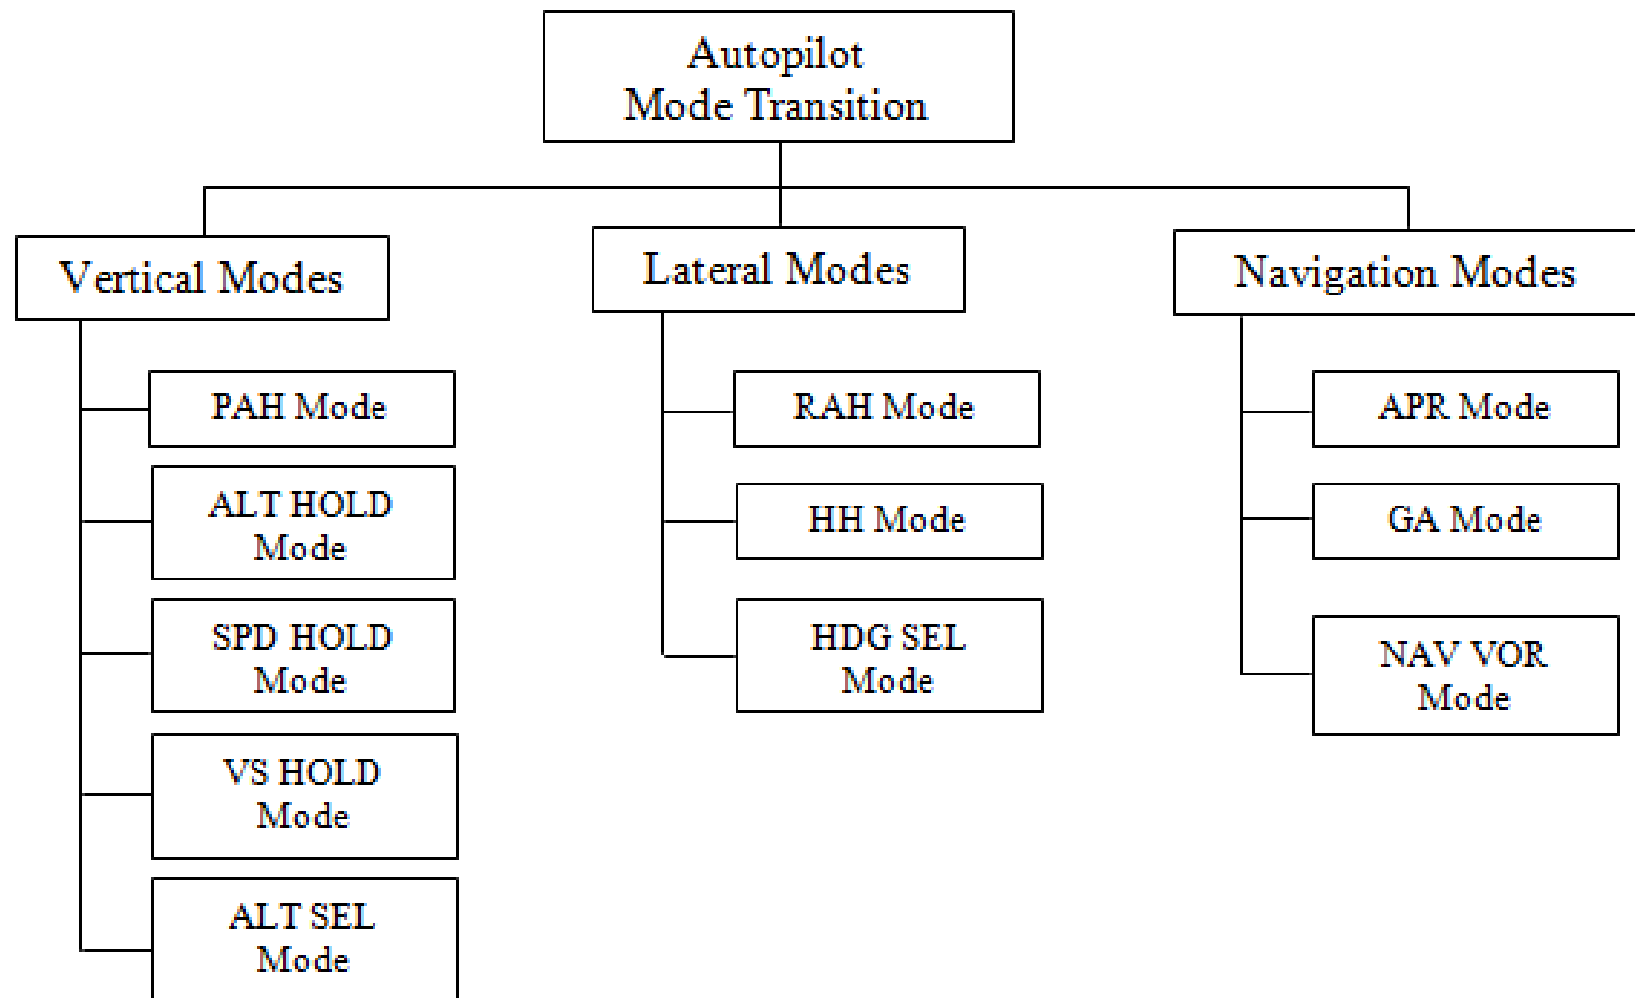 Autopilot
Mode Transition
Vertical Modes
Lateral Modes
Navigation Modes
PAH Mode
ALT HOLD
Mode
SPD HOLD
Mode
VS HOLD
Mode
ALT SEL
Mode
RAH Mode
HH Mode
HDG SEL
Mode
APR Mode
GA Mode
NAV VOR
Mode